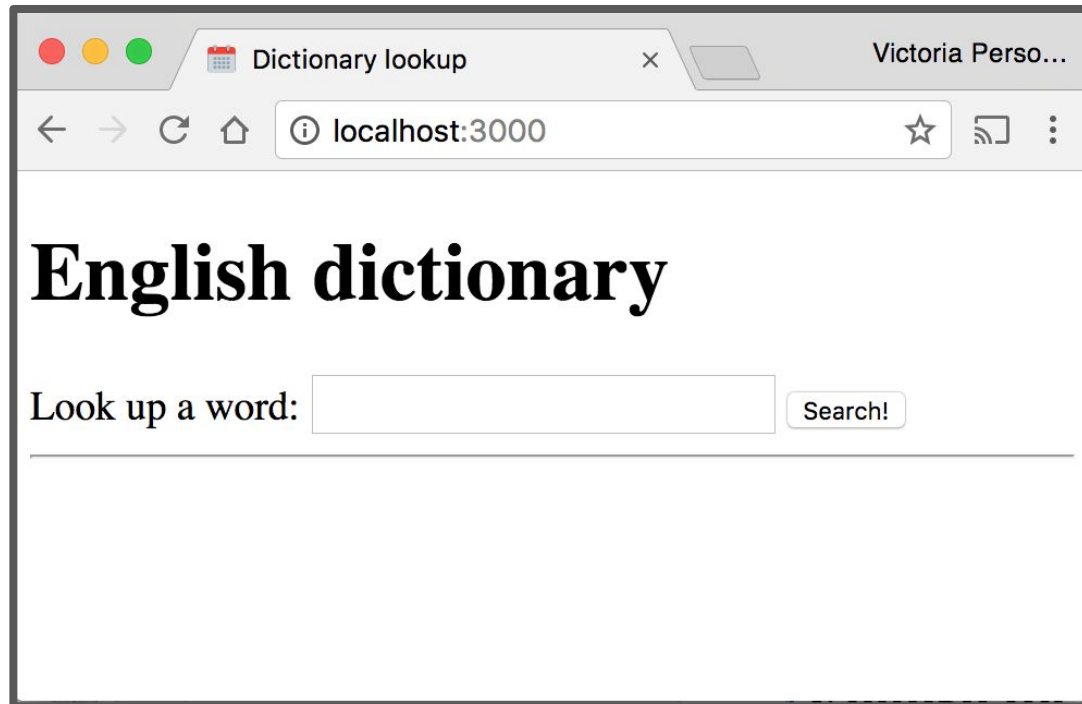 Dictionary lookup
Victoria Perso...
localhost:3000
English dictionary
Look up a word:
Search!